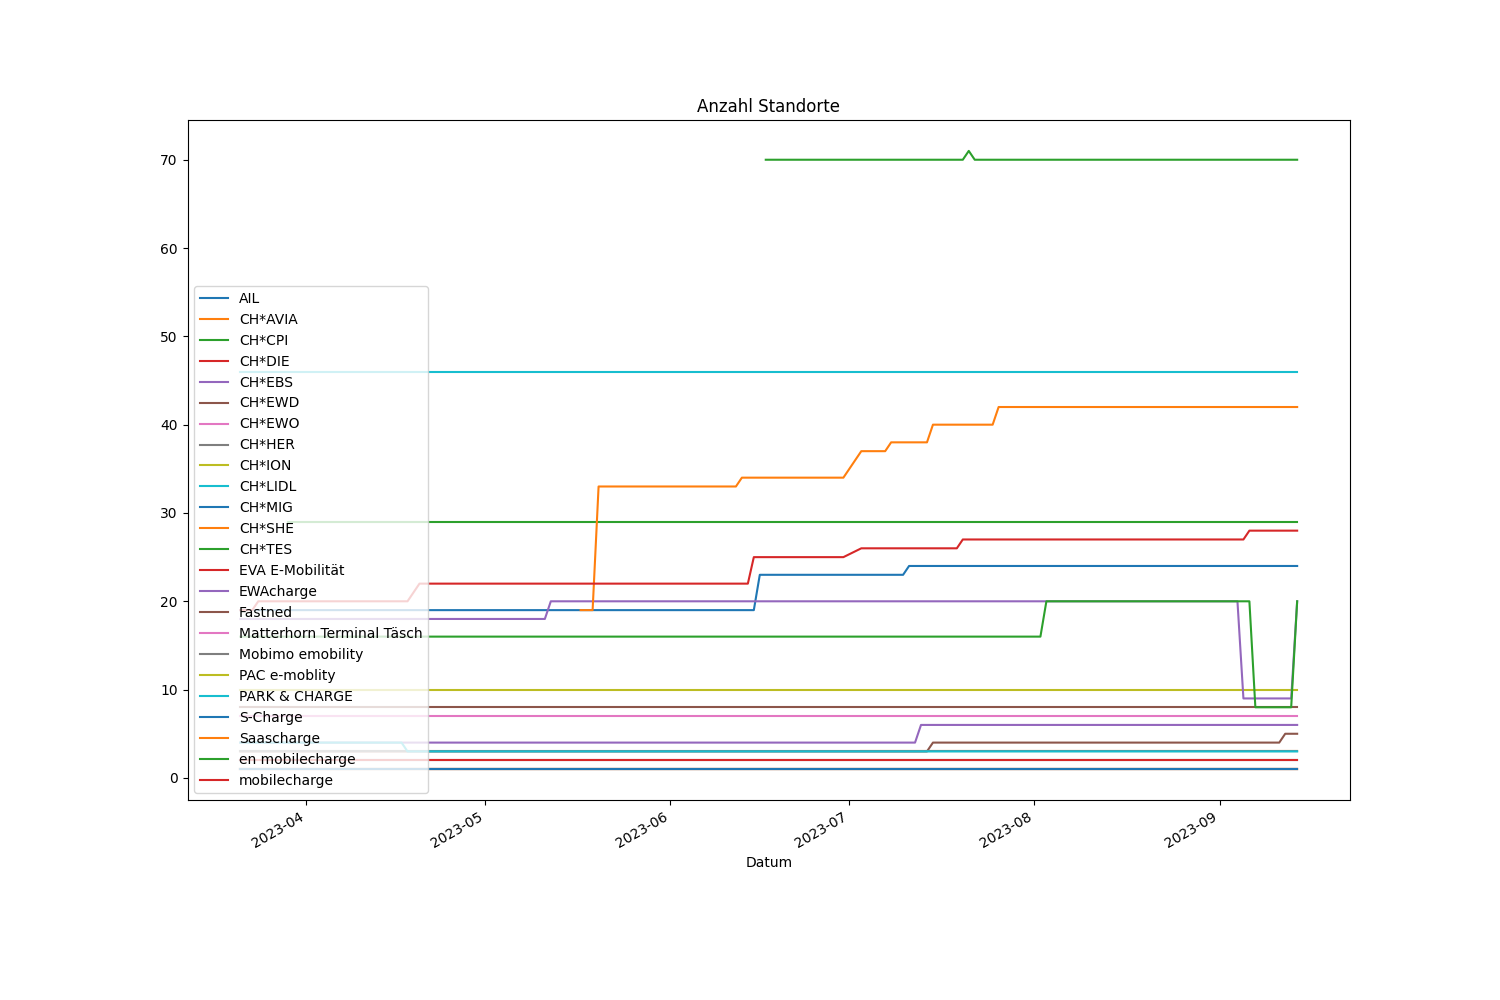 Anzahl Standorte
70
60
50
40
30
20
10
0
AIL
CH*AVIA
CH*CPI
CH*DIE
CH*EBS
CH*EWD
CH*EWO
CH*HER
CH*ION
CH*LIDL
CH*MIG
CH*SHE
CH*TES
EVA E-Mobilität
EWAcharge
Fastned
Matterhorn Terminal Täsch
Mobimo emobility
PAC e-moblity
PARK & CHARGE
S-Charge
Saascharge
en mobilecharge
mobilecharge
2023-04
2023-05
2023-06
2023-07
2023-08
2023-09
Datum